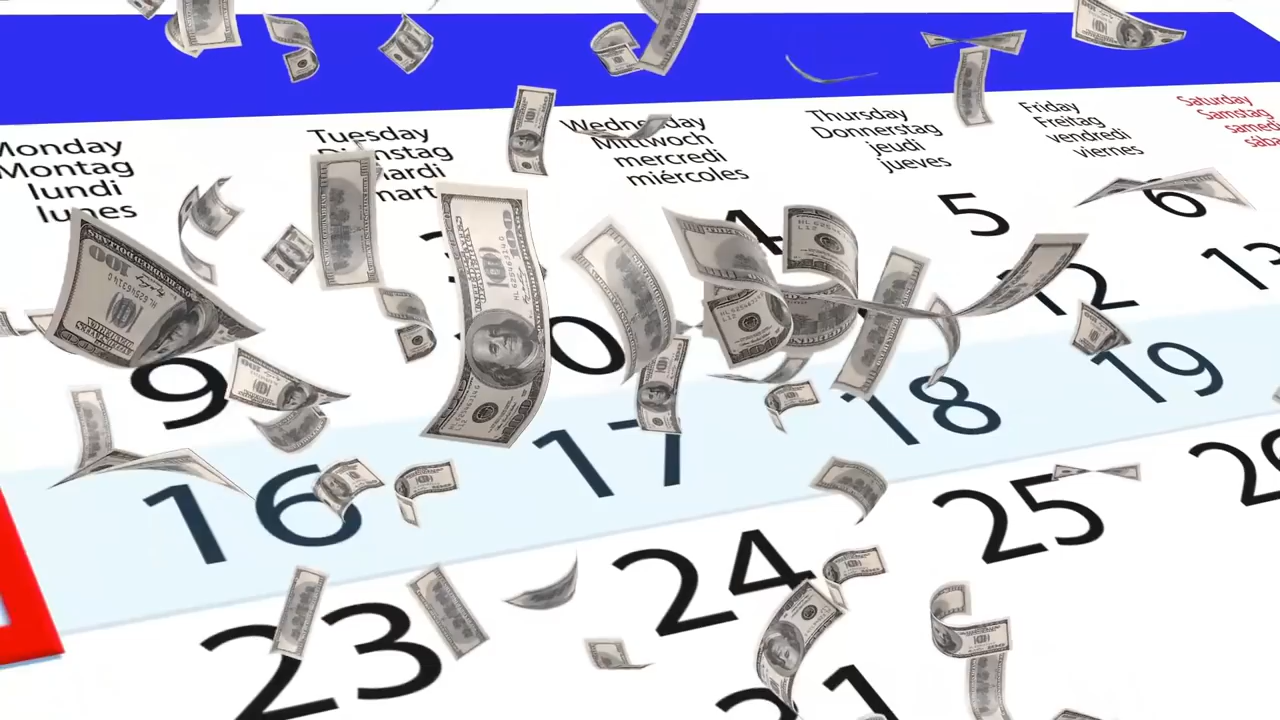 Monday
Montag
lundi
lunes
Tuesday
Wednesday
Mittwoch
mercredi
miércoles
Thursday
Donnerstag
jeudi
jueves
Friday
Freitag
vendredi
viernes
Saturday
Samstag
4 5 6
9 12
16 17 18 19
23 24 25
31